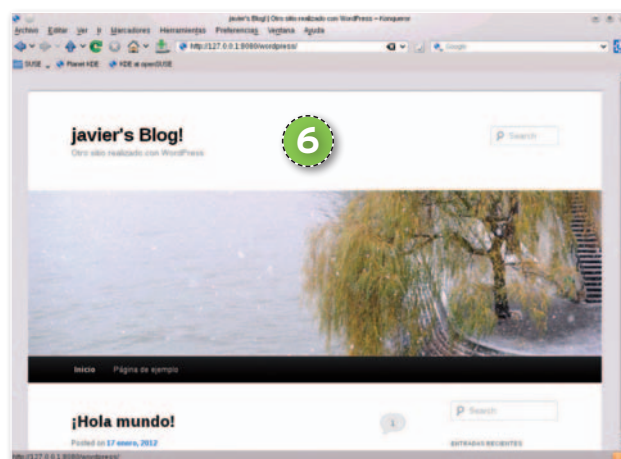 javier's Blog! | Otro sitio realizado con WordPress – Konqueror
Archivo Editar Ver Ir Marcadores Herramientas Preferencias Ventana Ayuda
http://127.0.0.1:8080/wordpress/
Google
SUSE Planet KDE KDE at openSUSE
javier's Blog!
6
Search
Otro sitio realizado con WordPress
Inicio Página de ejemplo
¡Hola mundo!
1
Search
Posted on 17 enero, 2012
ENTRADAS RECIENTES
http://127.0.0.1:8080/wordpress/